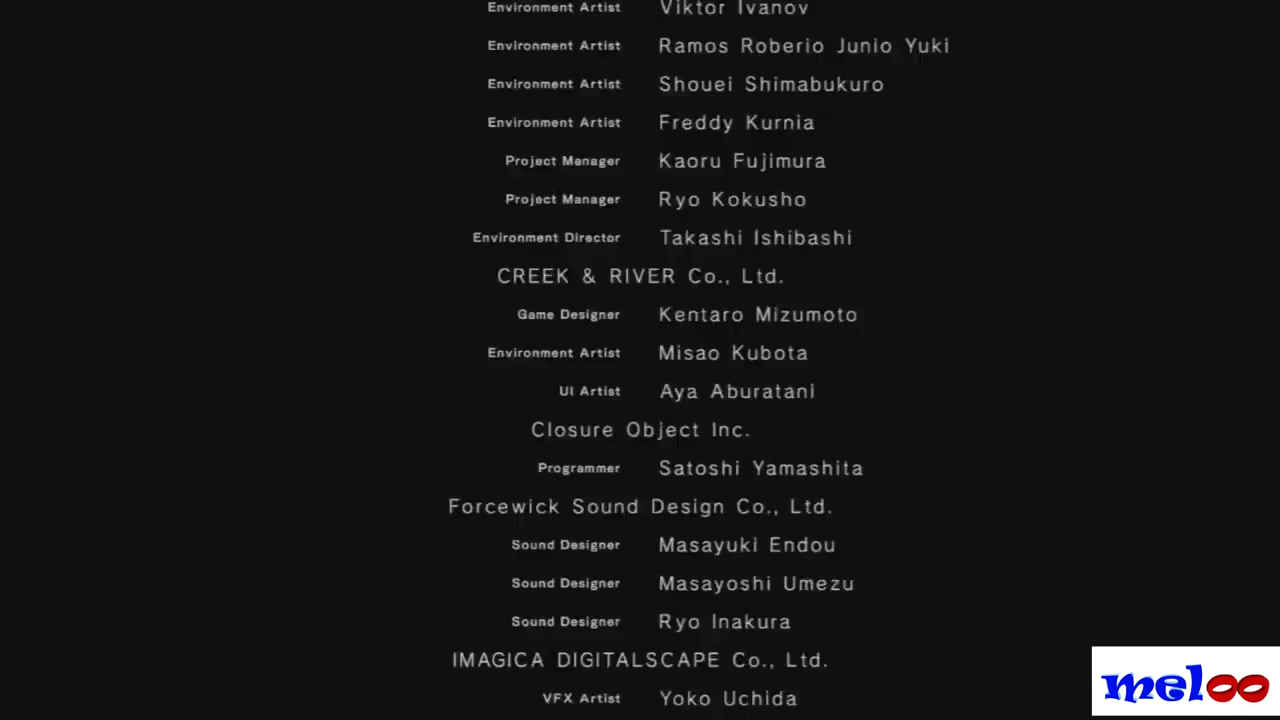 Environment Artist Viktor Ivanov
Environment Artist Ramos Roberio Junio Yuki
Environment Artist Shouei Shimabukuro
Environment Artist Freddy Kurnia
Project Manager Kaoru Fujimura
Project Manager Ryo Kokusho
Environment Director Takashi Ishibashi
CREEK & RIVER Co., Ltd.
Game Designer Kentaro Mizumoto
Environment Artist Misao Kubota
UI Artist Aya Aburatani
Closure Object Inc.
Programmer Satoshi Yamashita
Forcewick Sound Design Co., Ltd.
Sound Designer Masayuki Endou
Sound Designer Masayoshi Umezu
Sound Designer Ryo Inakura
IMAGICA DIGITALSCAPE Co., Ltd.
VFX Artist Yoko Uchida
meloo